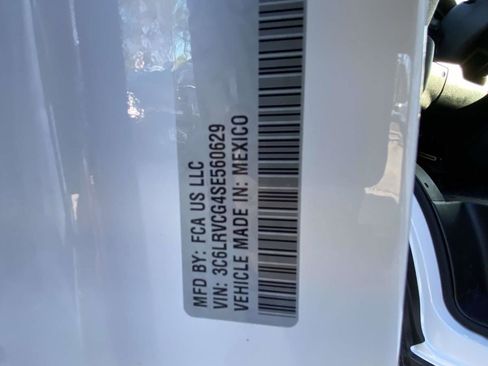 MFD BY: FCA US LLC
VIN: 3C6LRVCG4SE560629
VEHICLE MADE IN: MEXICO